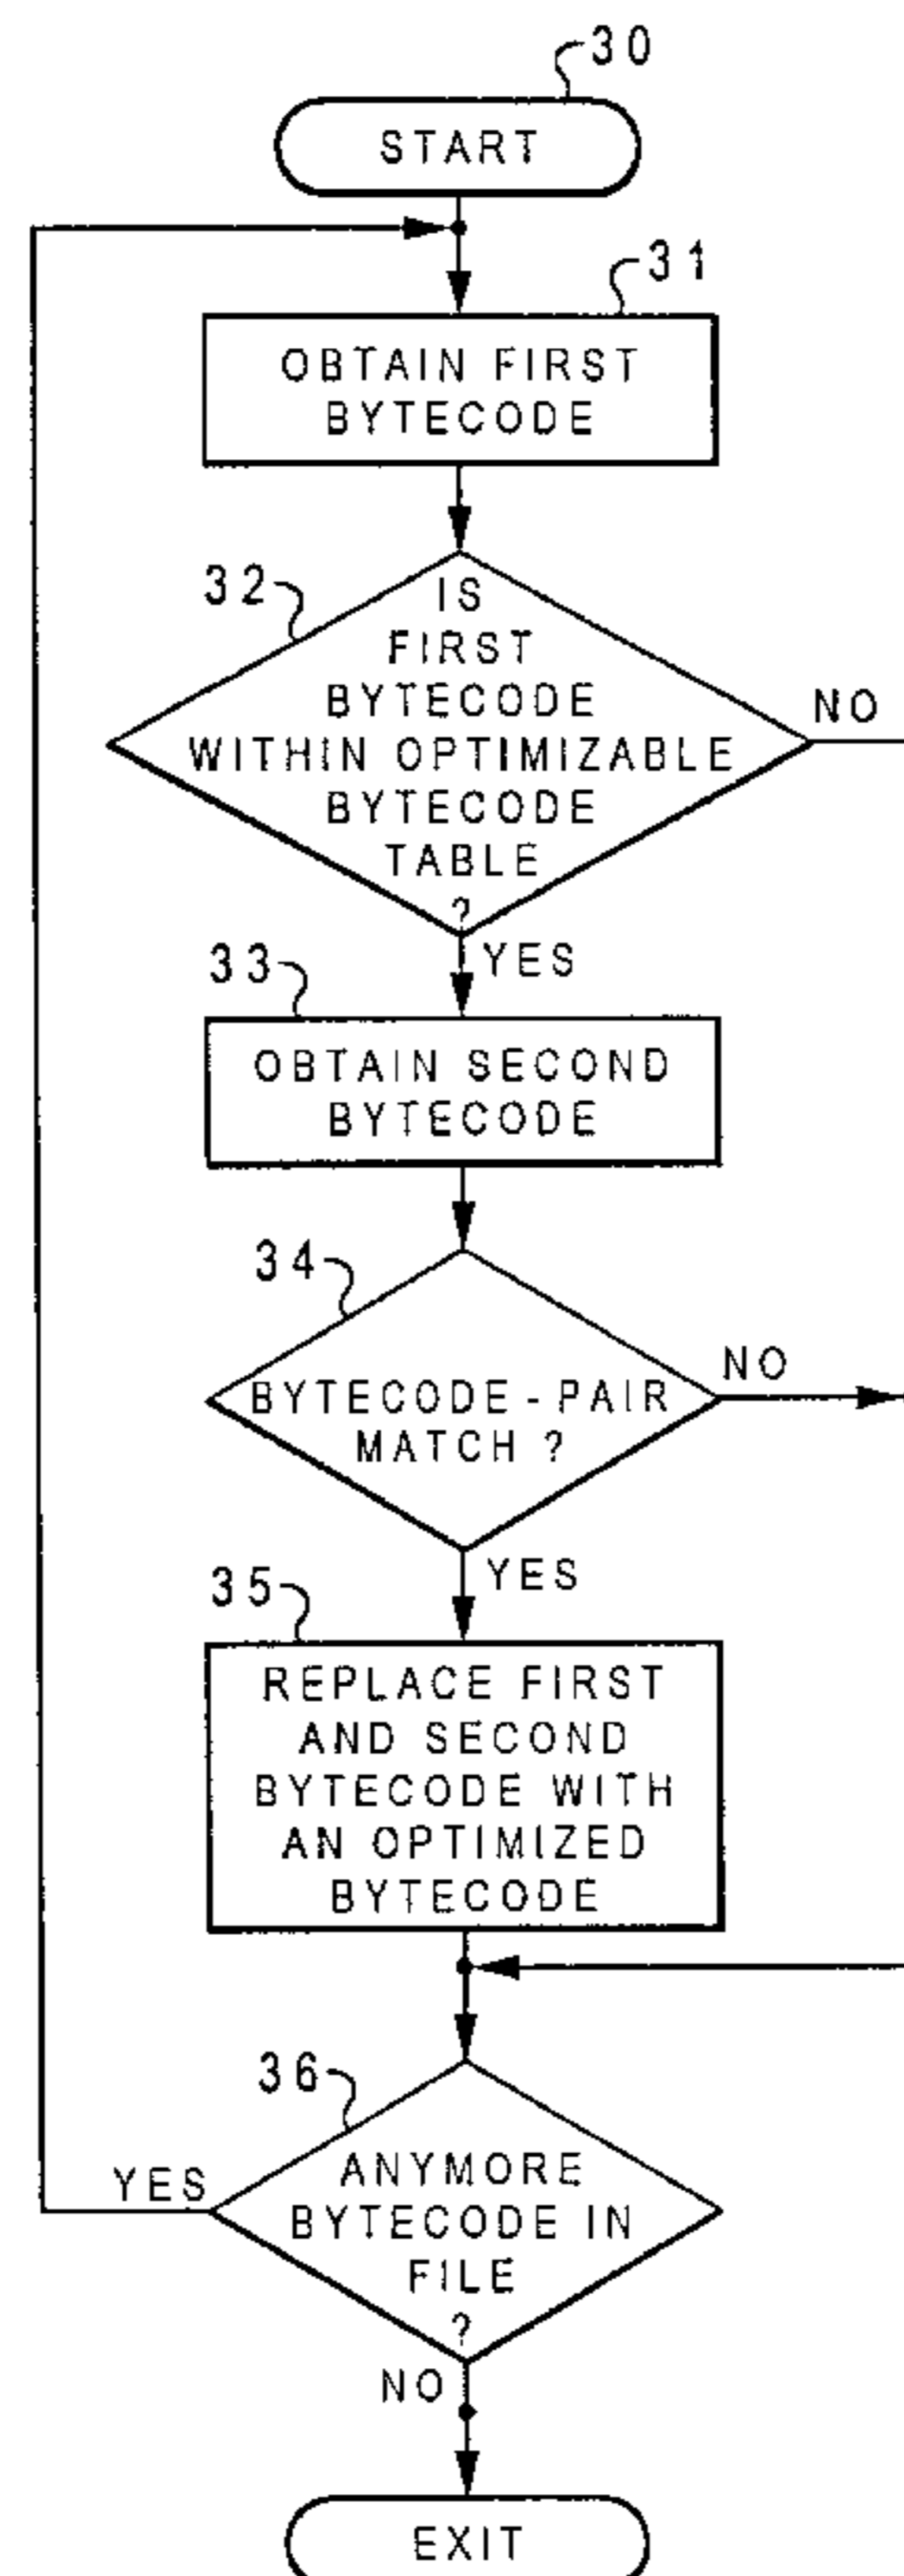 30
START
31
OBTAIN FIRST
BYTECODE
32
IS
FIRST
BYTECODE
WITHIN OPTIMIZABLE
BYTECODE
TABLE
?
NO
YES
33
OBTAIN SECOND
BYTECODE
34
BYTECODE-PAIR
MATCH ?
NO
YES
35
REPLACE FIRST
AND SECOND
BYTECODE WITH
AN OPTIMIZED
BYTECODE
36
ANYMORE
BYTECODE IN
FILE
?
YES
NO
EXIT